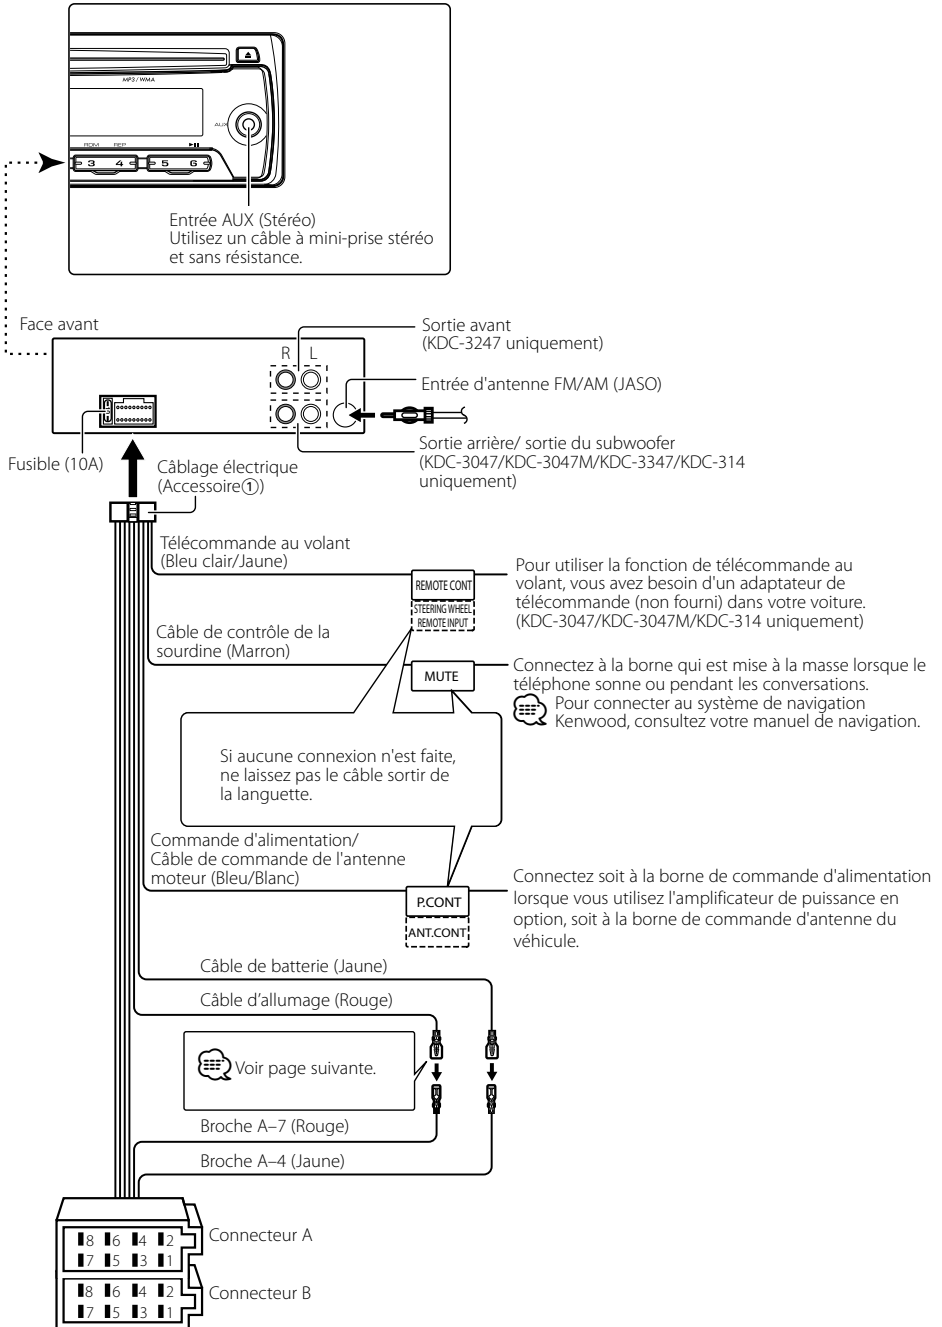 MP3 / WMA
AUX
RDM REP
3 4 5 6
Entrée AUX (Stéréo)
Utilisez un câble à mini-prise stéréo
et sans résistance.
Face avant
R L
Sortie avant
(KDC-3247 uniquement)
Entrée d'antenne FM/AM (JASO)
Sortie arrière/ sortie du subwoofer
(KDC-3047/KDC-3047M/KDC-3347/KDC-314
uniquement)
Fusible (10A)
Câblage électrique
(Accessoire①)
Télécommande au volant
(Bleu clair/Jaune)
REMOTE CONT
STEERING WHEEL
REMOTE INPUT
Pour utiliser la fonction de télécommande au
volant, vous avez besoin d'un adaptateur de
télécommande (non fourni) dans votre voiture.
(KDC-3047/KDC-3047M/KDC-314 uniquement)
Câble de contrôle de la
sourdine (Marron)
MUTE
Connectez à la borne qui est mise à la masse lorsque le
téléphone sonne ou pendant les conversations.
Pour connecter au système de navigation
Kenwood, consultez votre manuel de navigation.
Si aucune connexion n'est faite,
ne laissez pas le câble sortir de
la languette.
Commande d'alimentation/
Câble de commande de l'antenne
moteur (Bleu/Blanc)
P.CONT
ANT.CONT
Connectez soit à la borne de commande d'alimentation
lorsque vous utilisez l'amplificateur de puissance en
option, soit à la borne de commande d'antenne du
véhicule.
Câble de batterie (Jaune)
Câble d’allumage (Rouge)
Voir page suivante.
Broche A–7 (Rouge)
Broche A–4 (Jaune)
8 6 4 2
7 5 3 1
Connecteur A
8 6 4 2
7 5 3 1
Connecteur B